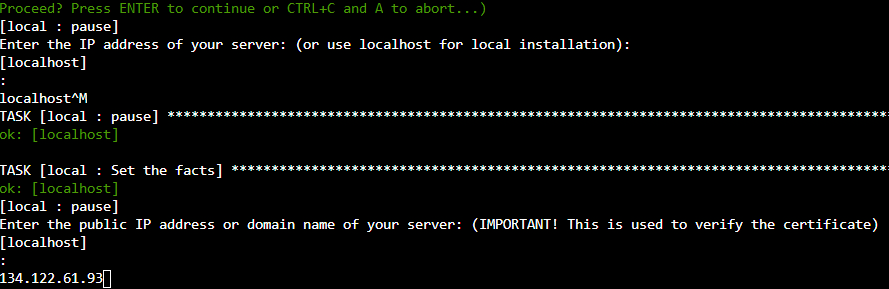 Proceed? Press ENTER to continue or CTRL+C and A to abort...)
[local : pause]
Enter the IP address of your server: (or use localhost for local installation):
[localhost]
:
localhost^M
TASK [local : pause] ******************************************************************************************
ok: [localhost]
TASK [local : Set the facts] **********************************************************************************
ok: [localhost]
[local : pause]
Enter the public IP address or domain name of your server: (IMPORTANT! This is used to verify the certificate)
[localhost]
:
134.122.61.93